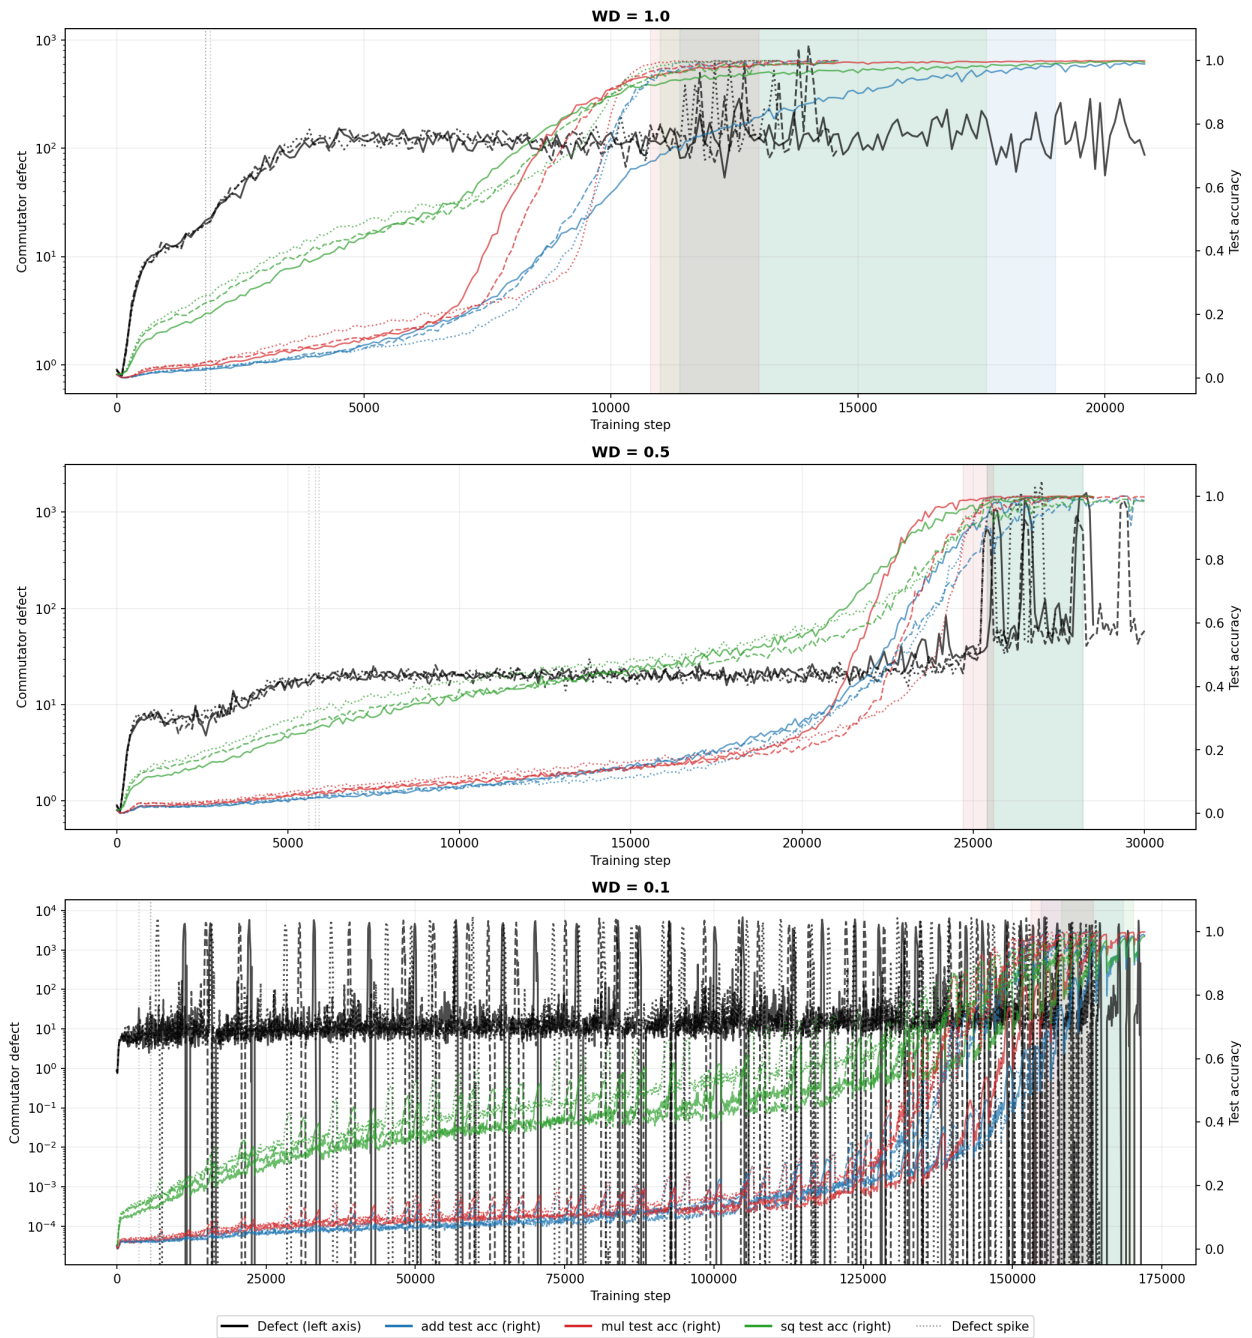 WD = 1.0
10³
10²
10¹
10⁰
Commutator defect
1.0
0.8
0.6
0.4
0.2
0.0
Test accuracy
0 5000 10000 15000 20000
Training step
WD = 0.5
10³
10²
10¹
10⁰
Commutator defect
1.0
0.8
0.6
0.4
0.2
0.0
Test accuracy
0 5000 10000 15000 20000 25000 30000
Training step
WD = 0.1
10⁴
10³
10²
10¹
10⁰
10⁻¹
10⁻²
10⁻³
10⁻⁴
Commutator defect
1.0
0.8
0.6
0.4
0.2
0.0
Test accuracy
0 25000 50000 75000 100000 125000 150000 175000
Training step
Defect (left axis) add test acc (right) mul test acc (right) sq test acc (right) Defect spike